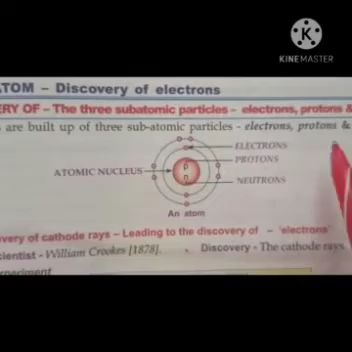 KINEMASTER
TOM – Discovery of electrons
ERY OF – The three subatomic particles – electrons, protons &
are built up of three sub-atomic particles - electrons, protons &
ELECTRONS
PROTONS
ATOMIC NUCLEUS
p
n
NEUTRONS
An atom
very of cathode rays – Leading to the discovery of – 'electrons'
cientist - William Crookes [1878]. Discovery - The cathode rays.
periment